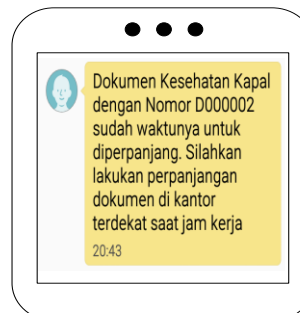 Dokumen Kesehatan Kapal
dengan Nomor D000002
sudah waktunya untuk
diperpanjang. Silahkan
lakukan perpanjangan
dokumen di kantor
terdekat saat jam kerja
20:43